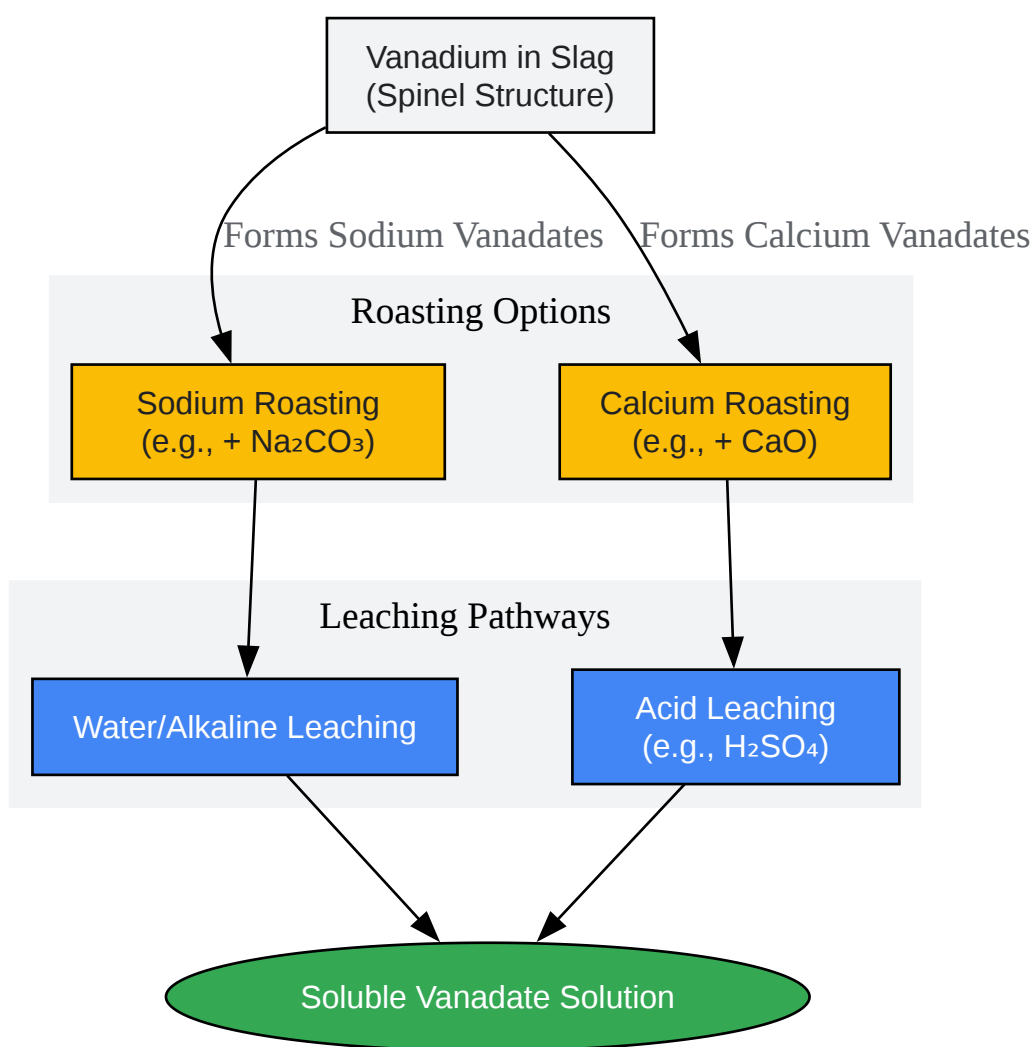 Vanadium in Slag
(Spinel Structure)
Forms Sodium Vanadates
Forms Calcium Vanadates
Roasting Options
Sodium Roasting
(e.g., + Na₂CO₃)
Calcium Roasting
(e.g., + CaO)
Leaching Pathways
Water/Alkaline Leaching
Acid Leaching
(e.g., H₂SO₄)
Soluble Vanadate Solution